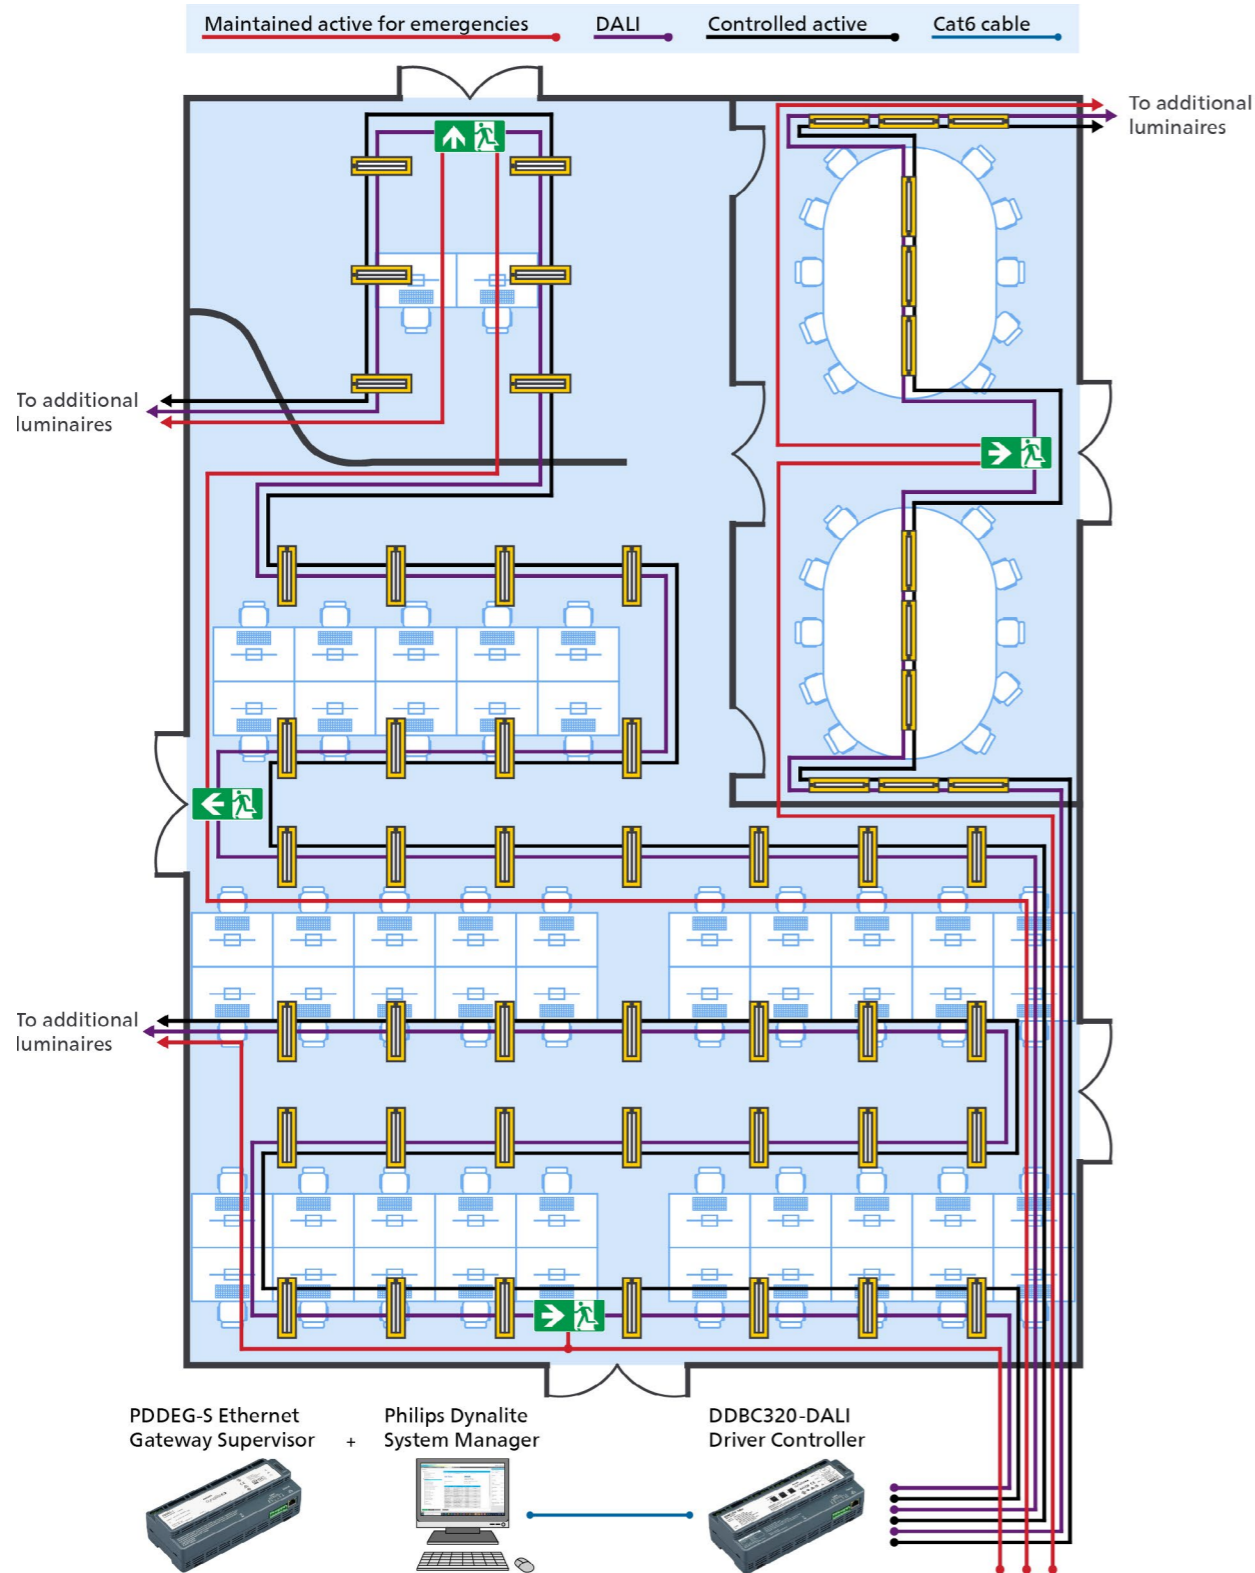 Maintained active for emergencies
DALI
Controlled active
Cat6 cable
To additional
luminaires
To additional
luminaires
To additional
luminaires
PDDEG-S Ethernet
Gateway Supervisor
+
Philips Dynalite
System Manager
DDBC320-DALI
Driver Controller